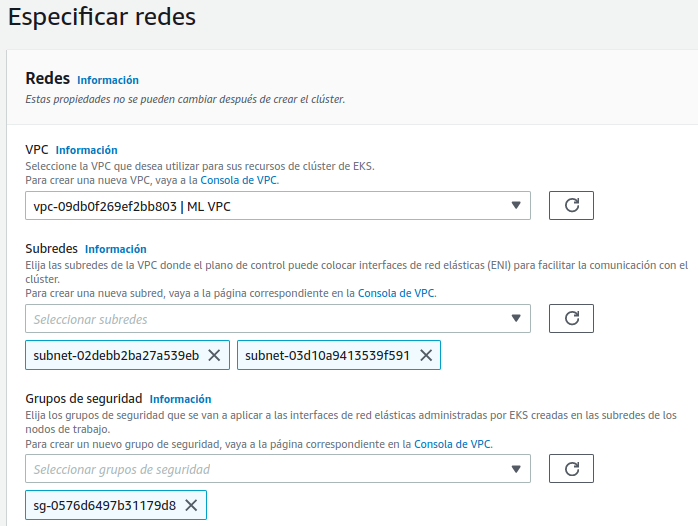 Especificar redes
Redes Información
Estas propiedades no se pueden cambiar después de crear el clúster.
VPC Información
Seleccione la VPC que desea utilizar para sus recursos de clúster de EKS.
Para crear una nueva VPC, vaya a la Consola de VPC.
vpc-09db0f269ef2bb803 | ML VPC
Subredes Información
Elija las subredes de la VPC donde el plano de control puede colocar interfaces de red elásticas (ENI) para facilitar la comunicación con el
clúster.
Para crear una nueva subred, vaya a la página correspondiente en la Consola de VPC.
Seleccionar subredes
subnet-02debb2ba27a539eb subnet-03d10a9413539f591
Grupos de seguridad Información
Elija los grupos de seguridad que se van a aplicar a las interfaces de red elásticas administradas por EKS creadas en las subredes de los
nodos de trabajo.
Para crear un nuevo grupo de seguridad, vaya a la página correspondiente en la Consola de VPC.
Seleccionar grupos de seguridad
sg-0576d6497b31179d8